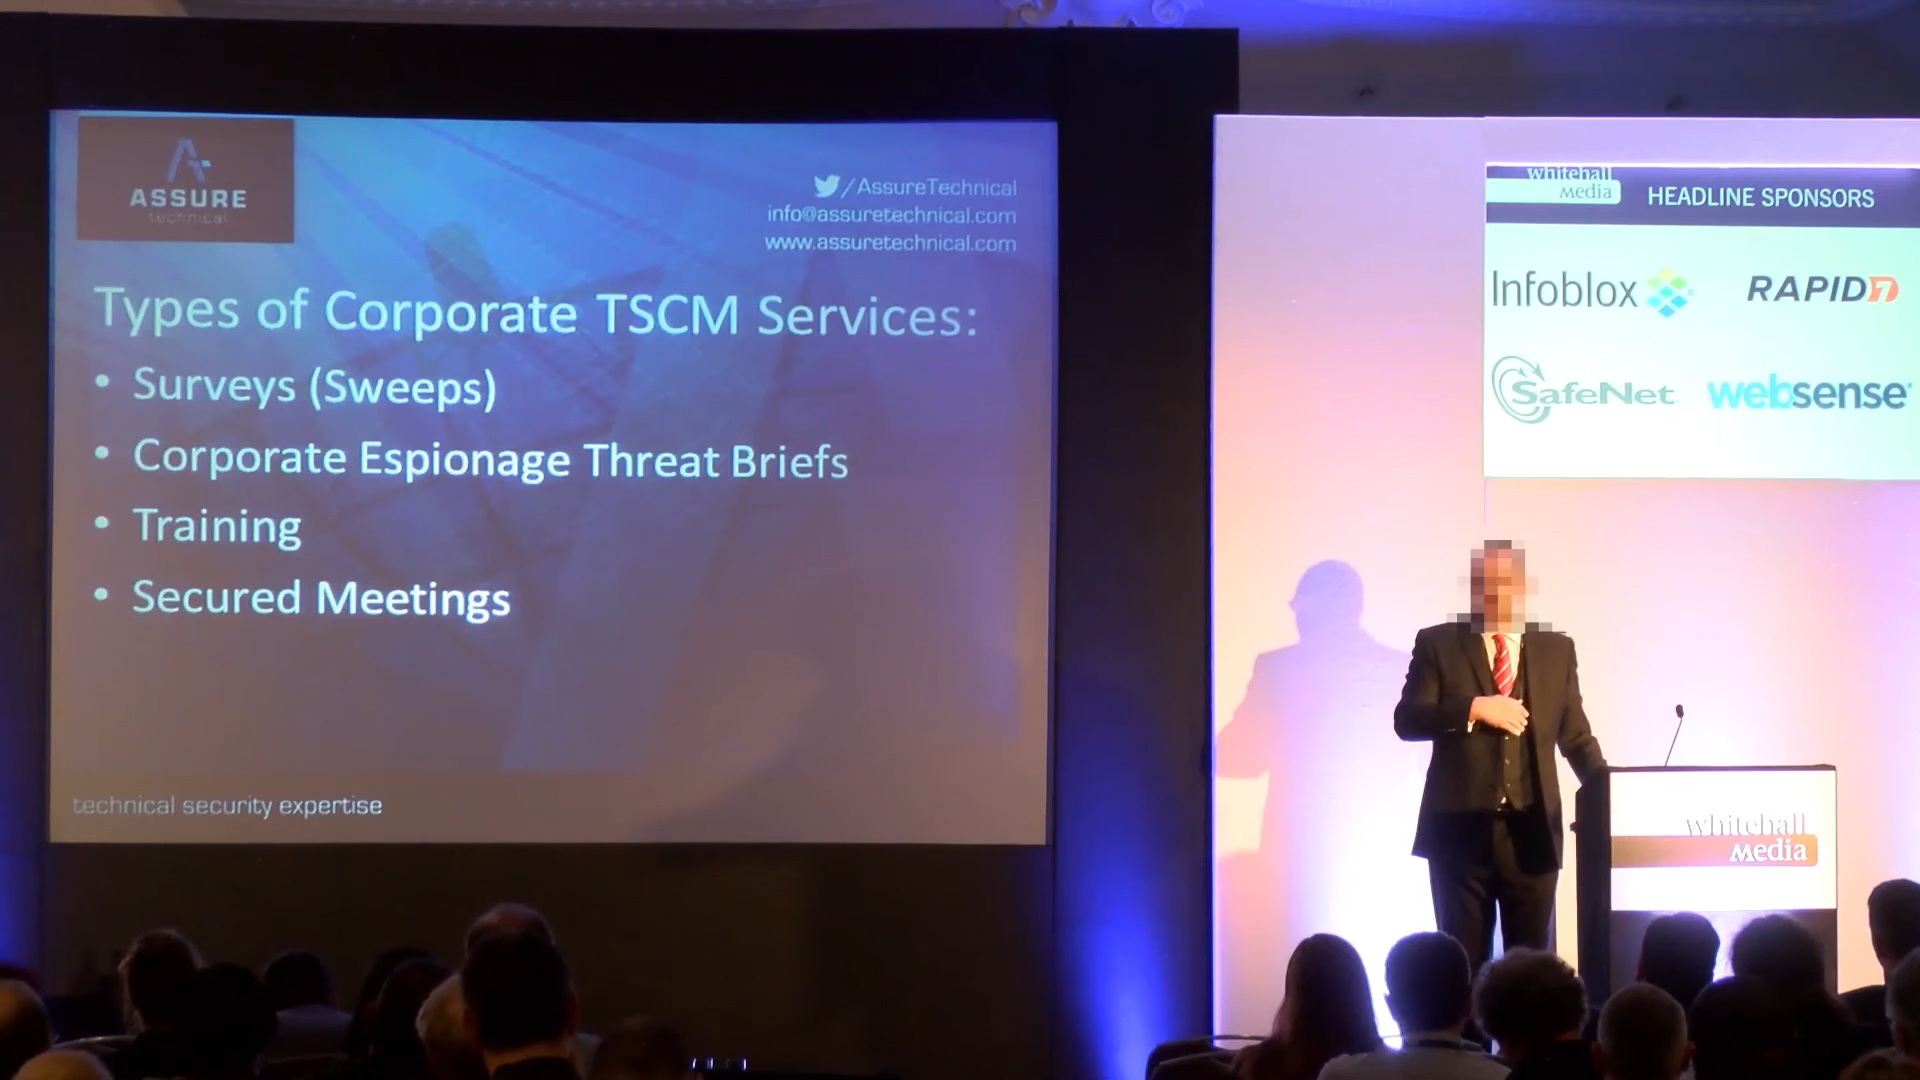 ASSURE
technical
/AssureTechnical
info@assuretechnical.com
www.assuretechnical.com
Types of Corporate TSCM Services:
• Surveys (Sweeps)
• Corporate Espionage Threat Briefs
• Training
• Secured Meetings
technical security expertise
whitehall
media
HEADLINE SPONSORS
Infoblox
RAPID7
SafeNet
websense
whitehall
media